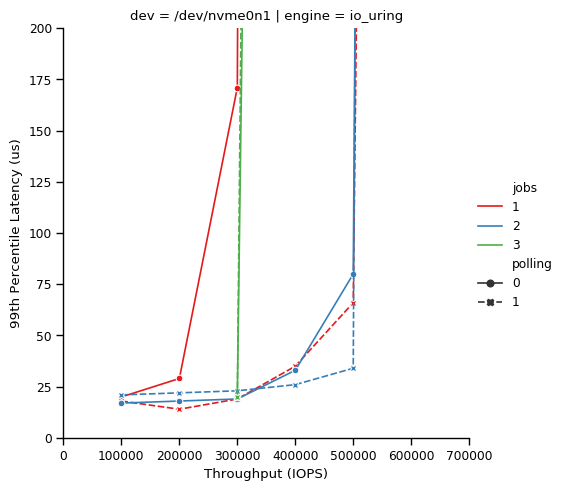 dev = /dev/nvme0n1 | engine = io_uring
200
175
150
125
100
75
50
25
0
99th Percentile Latency (us)
0 100000 200000 300000 400000 500000 600000 700000
Throughput (IOPS)
jobs
1
2
3
polling
0
1